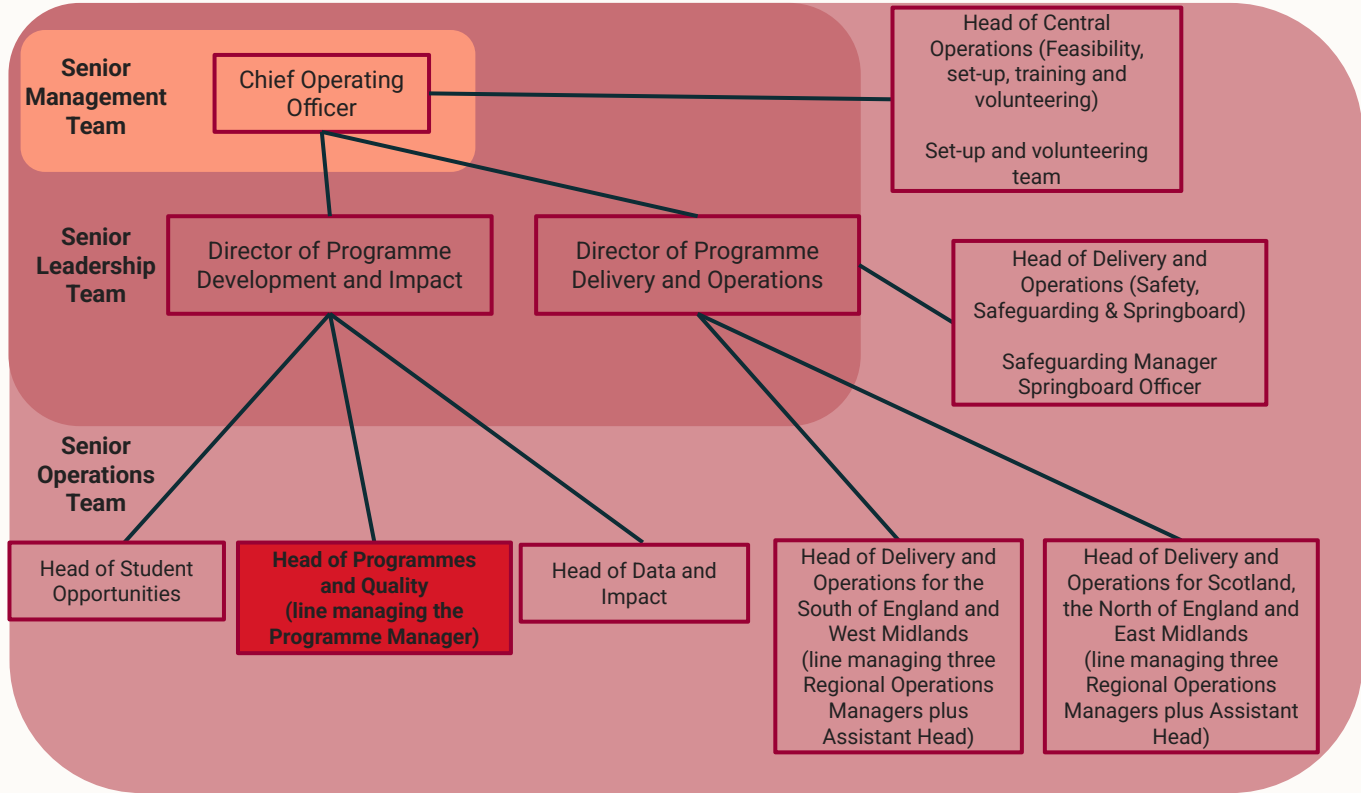 Senior
Management
Team
Chief Operating
Officer
Head of Central
Operations (Feasibility,
set-up, training and
volunteering)
Set-up and volunteering
team
Senior
Leadership
Team
Director of Programme
Development and Impact
Director of Programme
Delivery and Operations
Head of Delivery and
Operations (Safety,
Safeguarding & Springboard)
Safeguarding Manager
Springboard Officer
Senior
Operations
Team
Head of Student
Opportunities
Head of Programmes
and Quality
(line managing the
Programme Manager)
Head of Data and
Impact
Head of Delivery and
Operations for the
South of England and
West Midlands
(line managing three
Regional Operations
Managers plus
Assistant Head)
Head of Delivery and
Operations for Scotland,
the North of England and
East Midlands
(line managing three
Regional Operations
Managers plus Assistant
Head)